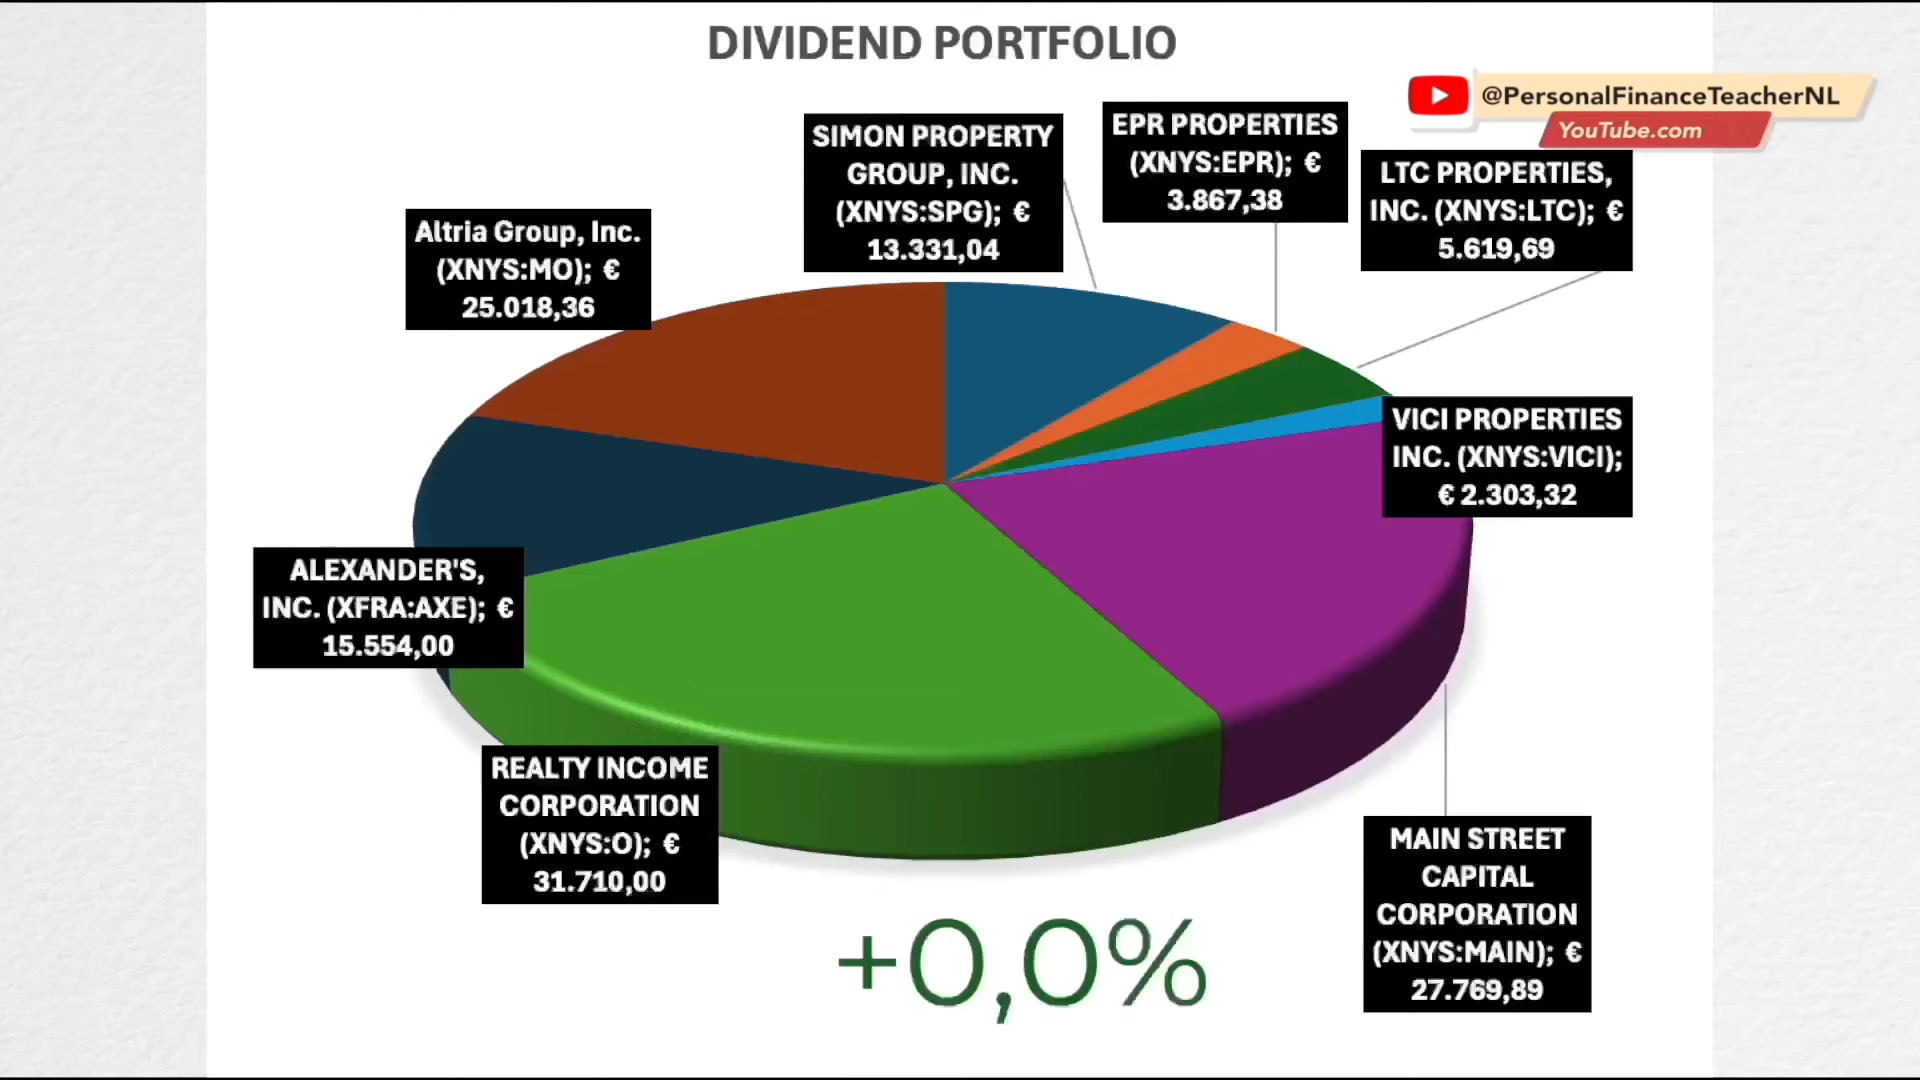 DIVIDEND PORTFOLIO
@PersonalFinanceTeacherNL
YouTube.com
SIMON PROPERTY
GROUP, INC.
(XNYS:SPG); €
13.331,04
EPR PROPERTIES
(XNYS:EPR); €
3.867,38
LTC PROPERTIES,
INC. (XNYS:LTC); €
5.619,69
Altria Group, Inc.
(XNYS:MO); €
25.018,36
VICI PROPERTIES
INC. (XNYS:VICI);
€ 2.303,32
ALEXANDER'S,
INC. (XFRA:AXE); €
15.554,00
REALTY INCOME
CORPORATION
(XNYS:O); €
31.710,00
MAIN STREET
CAPITAL
CORPORATION
(XNYS:MAIN); €
27.769,89
+0,0%